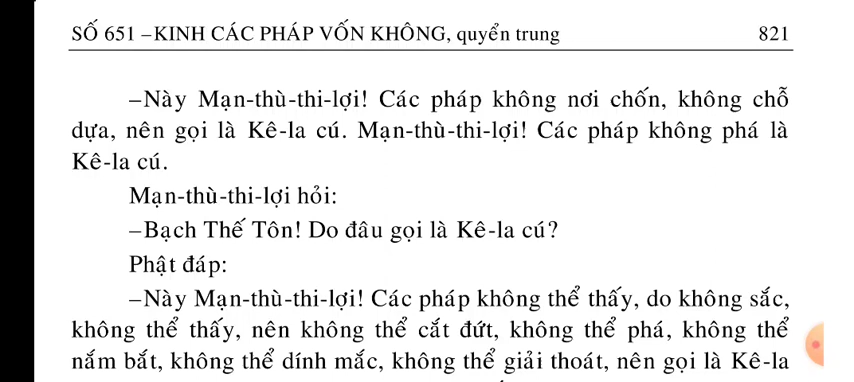 SỐ 651 –KINH CÁC PHÁP VỐN KHÔNG, quyển trung 821
–Này Mạn-thù-thi-lợi! Các pháp không nơi chốn, không chỗ
dựa, nên gọi là Kê-la cú. Mạn-thù-thi-lợi! Các pháp không phá là
Kê-la cú.
Mạn-thù-thi-lợi hỏi:
–Bạch Thế Tôn! Do đâu gọi là Kê-la cú?
Phật đáp:
–Này Mạn-thù-thi-lợi! Các pháp không thể thấy, do không sắc,
không thể thấy, nên không thể cắt đứt, không thể phá, không thể
nắm bắt, không thể dính mắc, không thể giải thoát, nên gọi là Kê-la